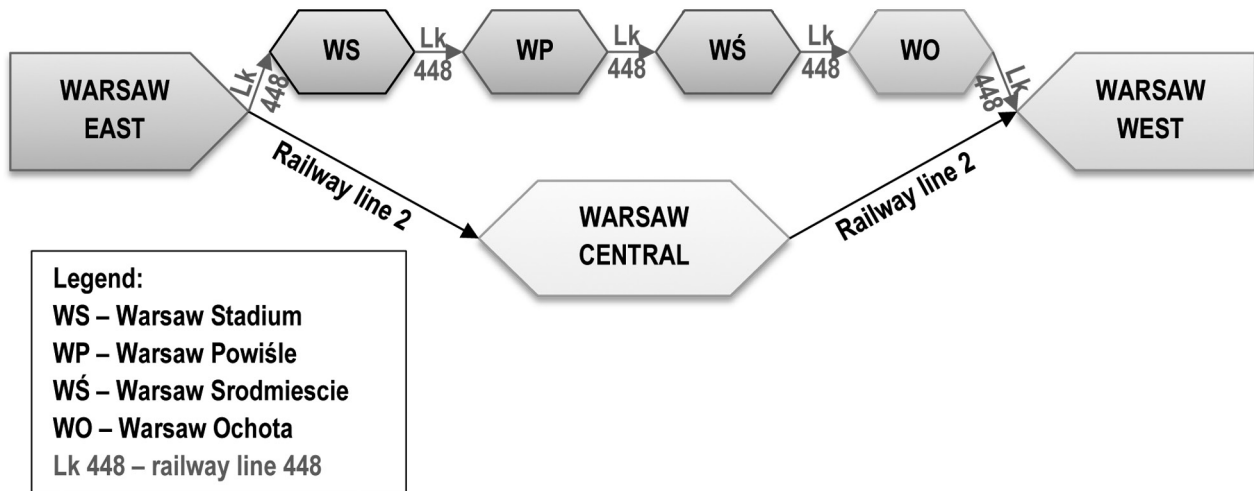 WS
Lk
448
WP
Lk
448
WŚ
Lk
448
WO
Lk
448
Lk
448
WARSAW
EAST
WARSAW
WEST
Railway line 2
WARSAW
CENTRAL
Railway line 2
Legend:
WS – Warsaw Stadium
WP – Warsaw Powiśle
WŚ – Warsaw Srodmiescie
WO – Warsaw Ochota
Lk 448 – railway line 448